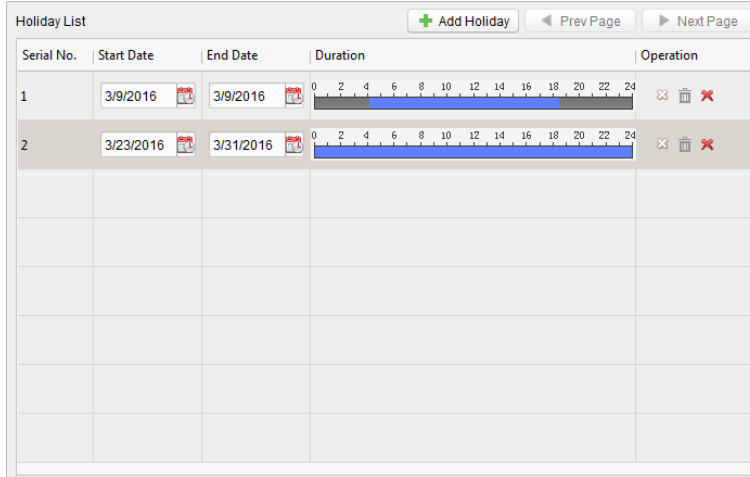 Holiday List Add Holiday Prev Page Next Page
Serial No. Start Date End Date Duration Operation
0 2 4 6 8 10 12 14 16 18 20 22 24
1 3/9/2016 3/9/2016
0 2 4 6 8 10 12 14 16 18 20 22 24
2 3/23/2016 3/31/2016